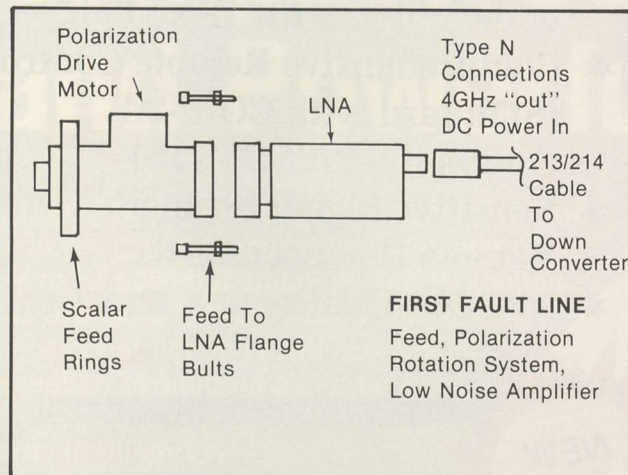 Polarization
Drive
Motor
LNA
Type N
Connections
4GHz “out”
DC Power In
213/214
Cable
To
Down
Converter
Scalar
Feed
Rings
Feed To
LNA Flange
Bults
FIRST FAULT LINE
Feed, Polarization
Rotation System,
Low Noise Amplifier
NEW